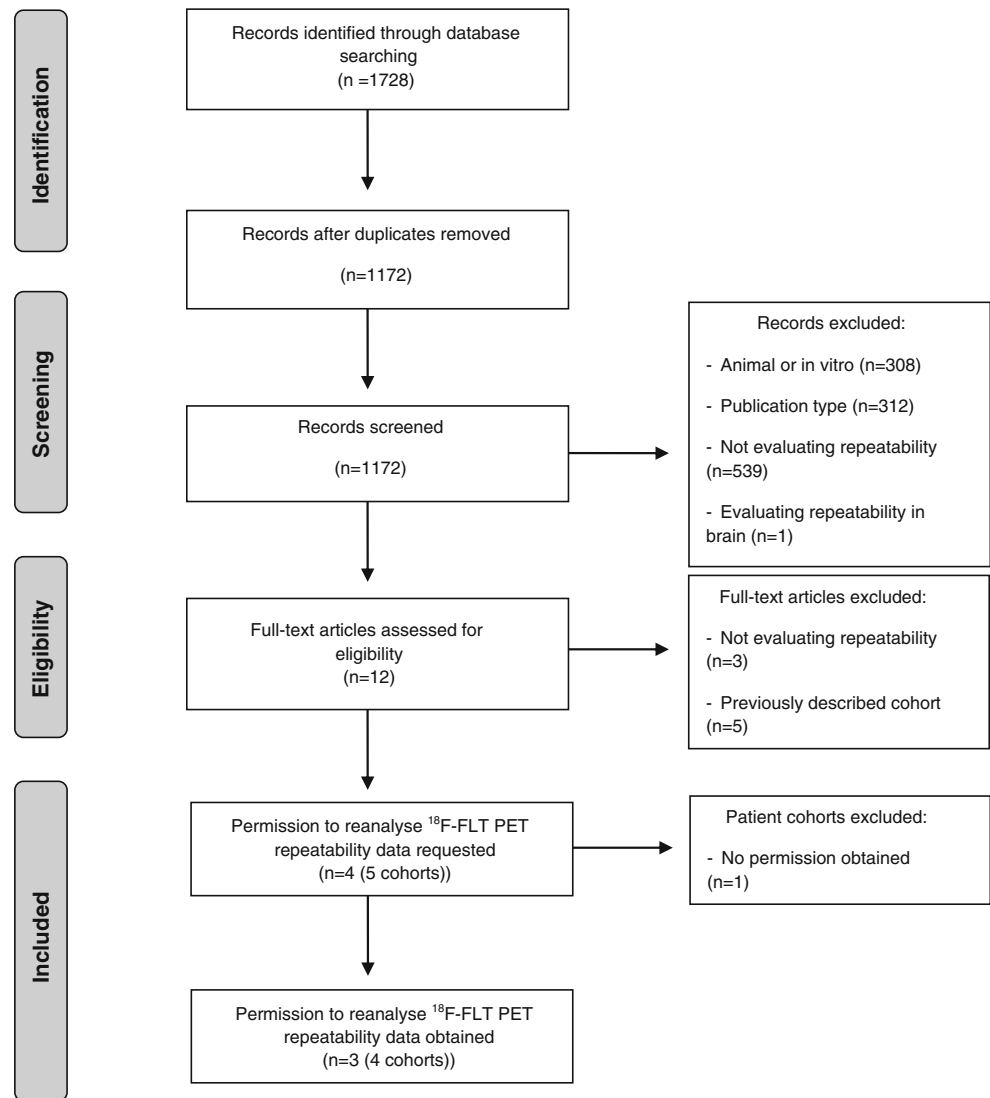 Identification
Records identified through database
searching
(n =1728)
Records after duplicates removed
(n=1172)
Screening
Records screened
(n=1172)
Records excluded:
- Animal or in vitro (n=308)
- Publication type (n=312)
- Not evaluating repeatability
(n=539)
- Evaluating repeatability in
brain (n=1)
Eligibility
Full-text articles assessed for
eligibility
(n=12)
Full-text articles excluded:
- Not evaluating repeatability
(n=3)
- Previously described cohort
(n=5)
Included
Permission to reanalyse ¹⁸F-FLT PET
repeatability data requested
(n=4 (5 cohorts))
Patient cohorts excluded:
- No permission obtained
(n=1)
Permission to reanalyse ¹⁸F-FLT PET
repeatability data obtained
(n=3 (4 cohorts))